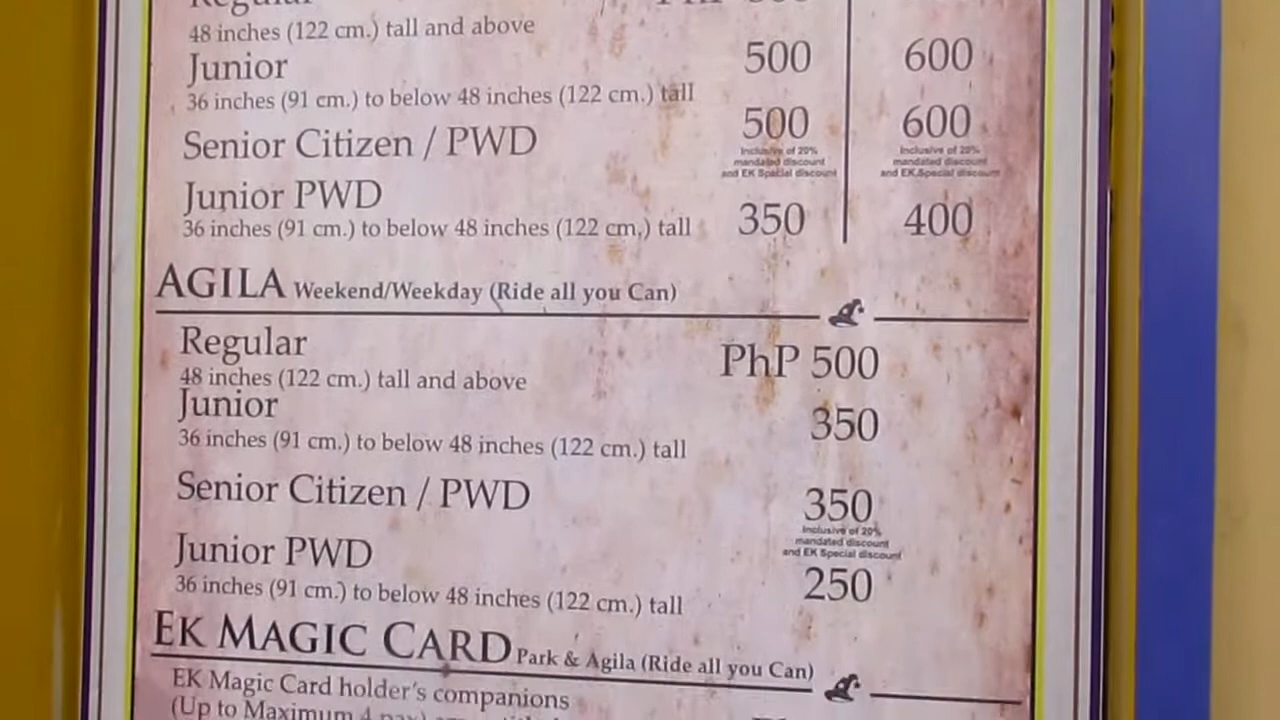 Regular PhP
48 inches (122 cm.) tall and above
Junior 500 600
36 inches (91 cm.) to below 48 inches (122 cm.) tall
Senior Citizen / PWD 500 600
Inclusive of 20% Inclusive of 20%
mandated discount mandated discount
and EK Special discount and EK Special discount
Junior PWD 350 400
36 inches (91 cm.) to below 48 inches (122 cm.) tall
AGILA Weekend/Weekday (Ride all you Can)
Regular PhP 500
48 inches (122 cm.) tall and above
Junior 350
36 inches (91 cm.) to below 48 inches (122 cm.) tall
Senior Citizen / PWD 350
Inclusive of 20%
mandated discount
and EK Special discount
Junior PWD 250
36 inches (91 cm.) to below 48 inches (122 cm.) tall
EK MAGIC CARD Park & Agila (Ride all you Can)
EK Magic Card holder's companions
(Up to Maximum 4 pax)